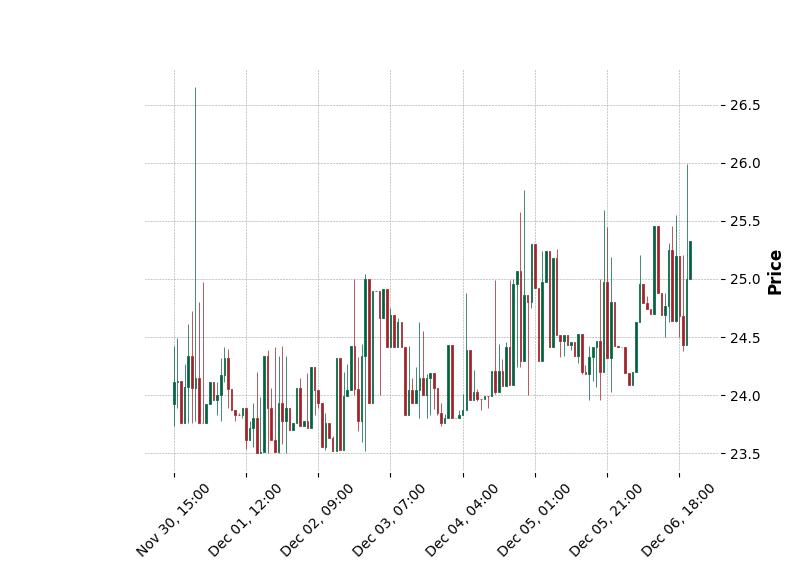 26.5
26.0
25.5
25.0
24.5
24.0
23.5
Price
Nov 30, 15:00
Dec 01, 12:00
Dec 02, 09:00
Dec 03, 07:00
Dec 04, 04:00
Dec 05, 01:00
Dec 05, 21:00
Dec 06, 18:00